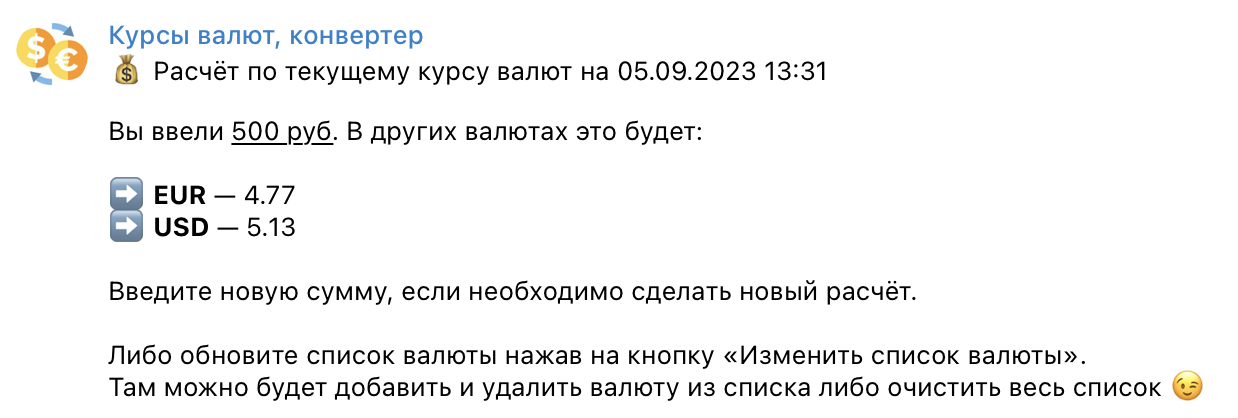 Курсы валют, конвертер
💰 Расчёт по текущему курсу валют на 05.09.2023 13:31
Вы ввели 500 руб. В других валютах это будет:
➡️ EUR — 4.77
➡️ USD — 5.13
Введите новую сумму, если необходимо сделать новый расчёт.
Либо обновите список валюты нажав на кнопку «Изменить список валюты».
Там можно будет добавить и удалить валюту из списка либо очистить весь список 😉